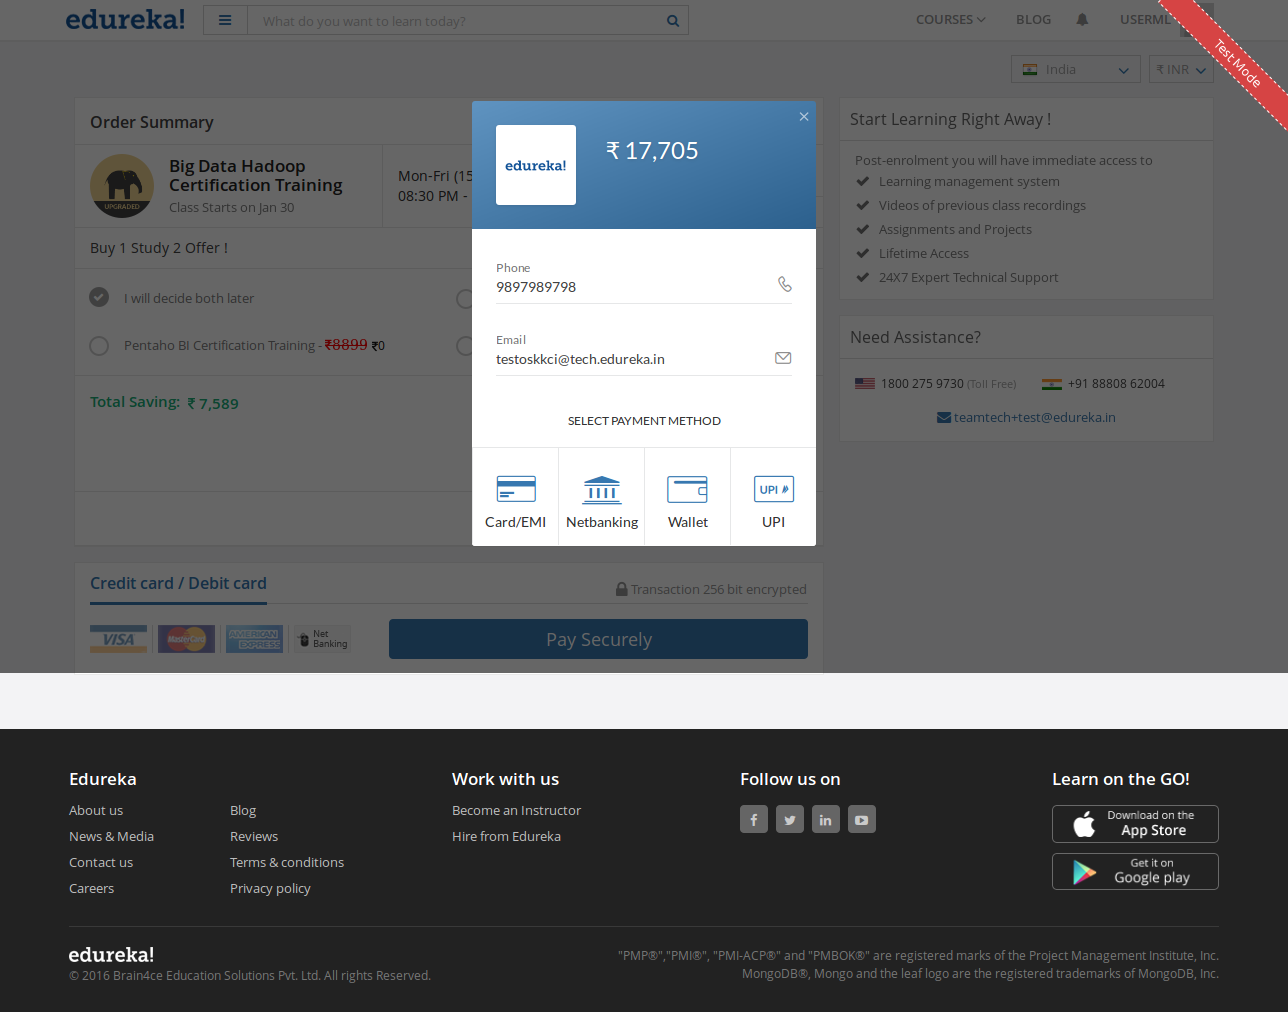 edureka!
What do you want to learn today?
COURSES
BLOG
USERML
Test Mode
India
₹ INR
Order Summary
Big Data Hadoop
Certification Training
Class Starts on Jan 30
UPGRADED
Mon-Fri (15
08:30 PM -
Buy 1 Study 2 Offer !
I will decide both later
Pentaho BI Certification Training - ₹8899 ₹0
Total Saving: ₹ 7,589
edureka!
₹ 17,705
Phone
9897989798
Email
testoskkci@tech.edureka.in
SELECT PAYMENT METHOD
UPI
Card/EMI
Netbanking
Wallet
UPI
Start Learning Right Away !
Post-enrolment you will have immediate access to
Learning management system
Videos of previous class recordings
Assignments and Projects
Lifetime Access
24X7 Expert Technical Support
Need Assistance?
1800 275 9730 (Toll Free)
+91 88808 62004
teamtech+test@edureka.in
Credit card / Debit card
Transaction 256 bit encrypted
VISA
MasterCard
AMERICAN EXPRESS
Net
Banking
Pay Securely
Edureka
About us
News & Media
Contact us
Careers
Blog
Reviews
Terms & conditions
Privacy policy
Work with us
Become an Instructor
Hire from Edureka
Follow us on
Learn on the GO!
Download on the
App Store
Get it on
Google play
edureka!
© 2016 Brain4ce Education Solutions Pvt. Ltd. All rights Reserved.
"PMP®","PMI®", "PMI-ACP®" and "PMBOK®" are registered marks of the Project Management Institute, Inc.
MongoDB®, Mongo and the leaf logo are the registered trademarks of MongoDB, Inc.